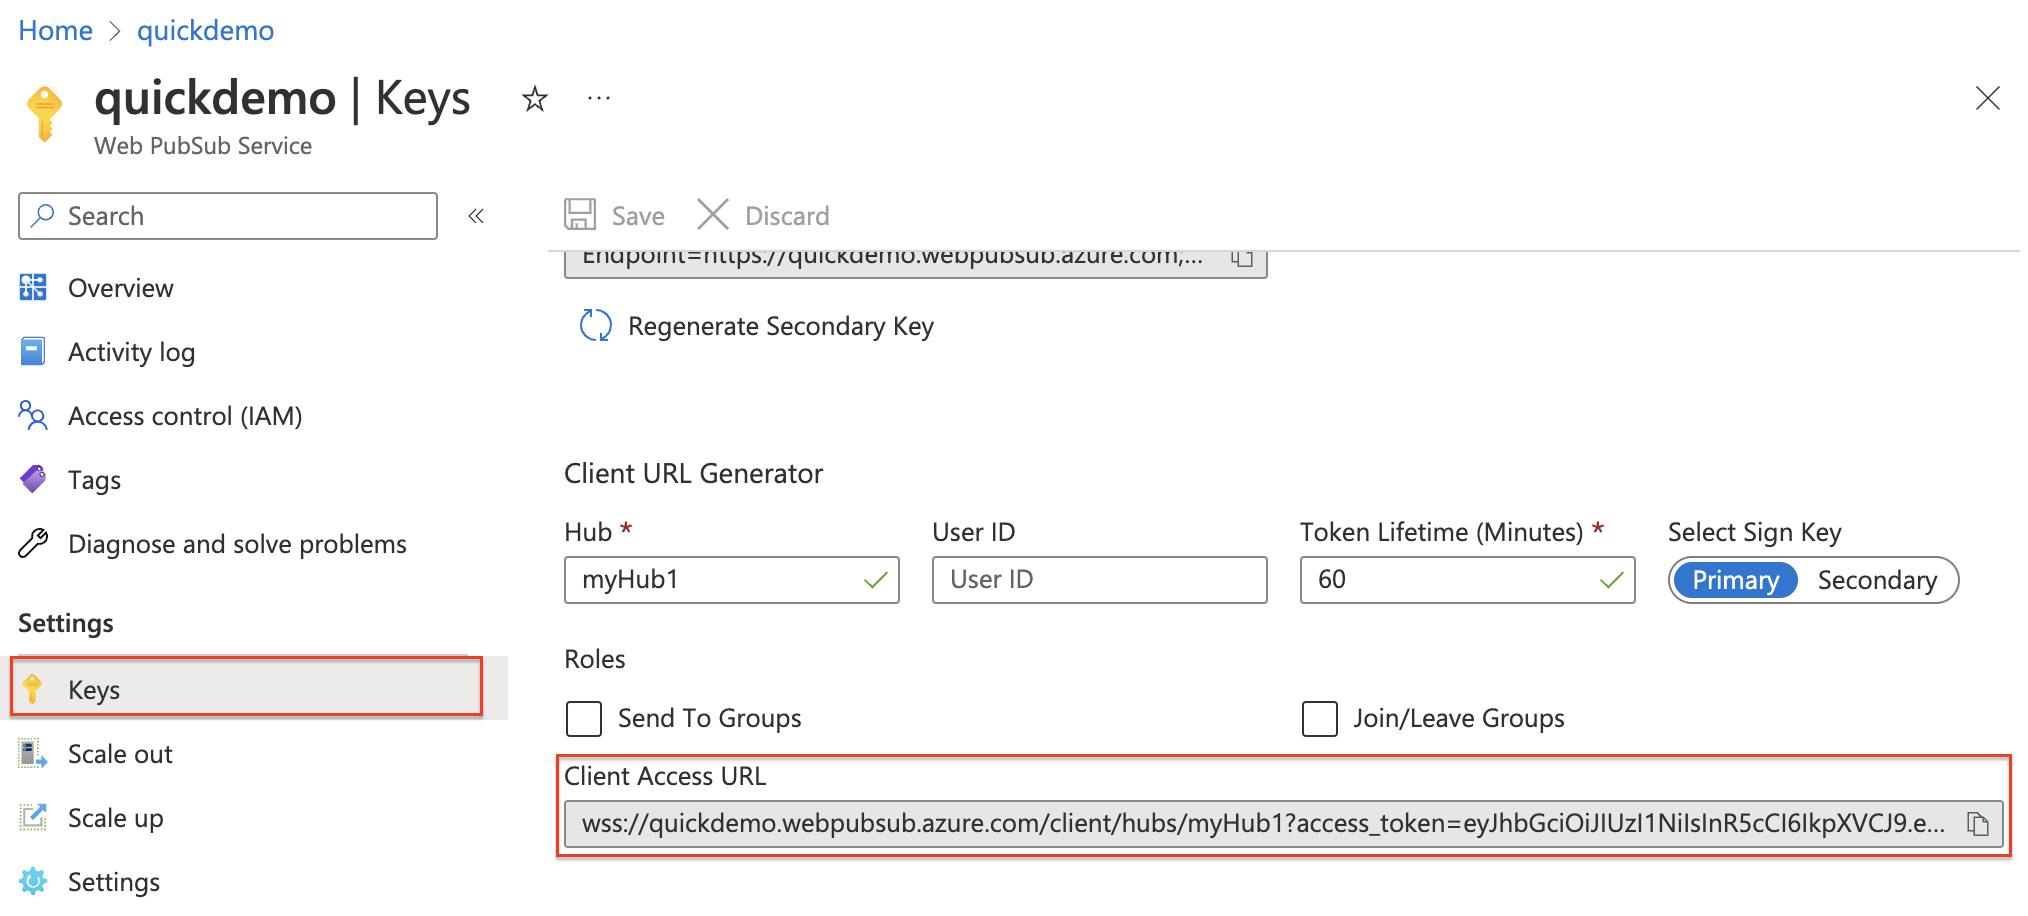 Home > quickdemo
quickdemo | Keys
...
Web PubSub Service
Search
«
Save
Discard
Overview
Activity log
Access control (IAM)
Tags
Diagnose and solve problems
Settings
Keys
Scale out
Scale up
Settings
Endpoint=https://quickdemo.webpubsub.azure.com;...
Regenerate Secondary Key
Client URL Generator
Hub *
myHub1
User ID
User ID
Token Lifetime (Minutes) *
60
Select Sign Key
Primary
Secondary
Roles
Send To Groups
Join/Leave Groups
Client Access URL
wss://quickdemo.webpubsub.azure.com/client/hubs/myHub1?access_token=eyJhbGciOiJIUzI1NiIsInR5cCI6IkpXVCJ9.e...